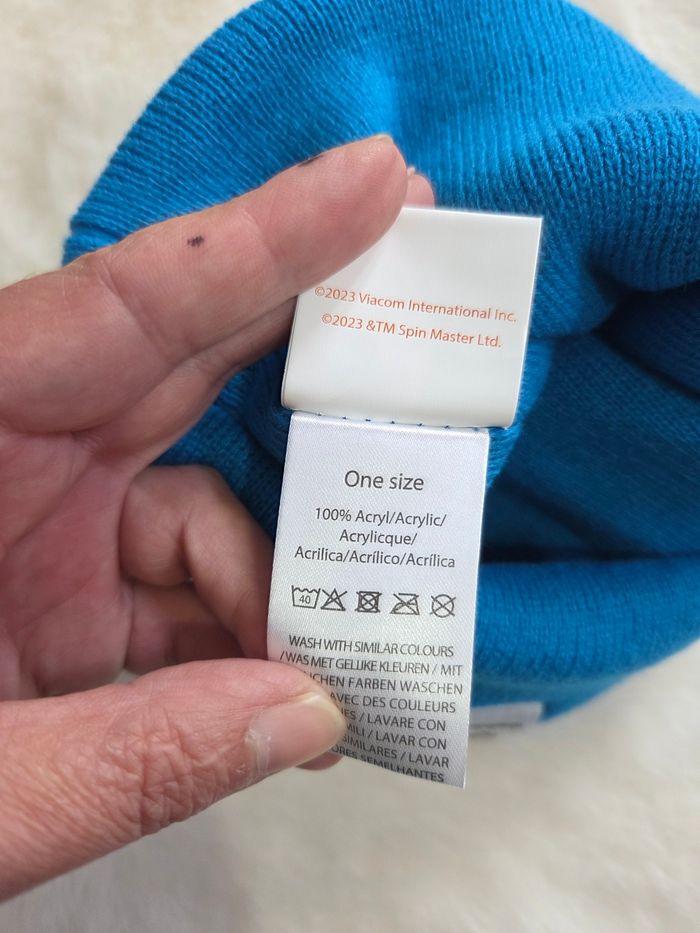 ©2023 Viacom International Inc.
©2023 &TM Spin Master Ltd.
One size
100% Acryl/Acrylic/
Acrylicque/
Acrilica/Acrílico/Acrílica
40
WASH WITH SIMILAR COLOURS
/WAS MET GELIJKE KLEUREN / MIT
FARBEN WASCHEN
AVEC DES COULEURS
/ LAVARE CON
/ LAVAR CON
SIMILARES / LAVAR
SEMELHANTES